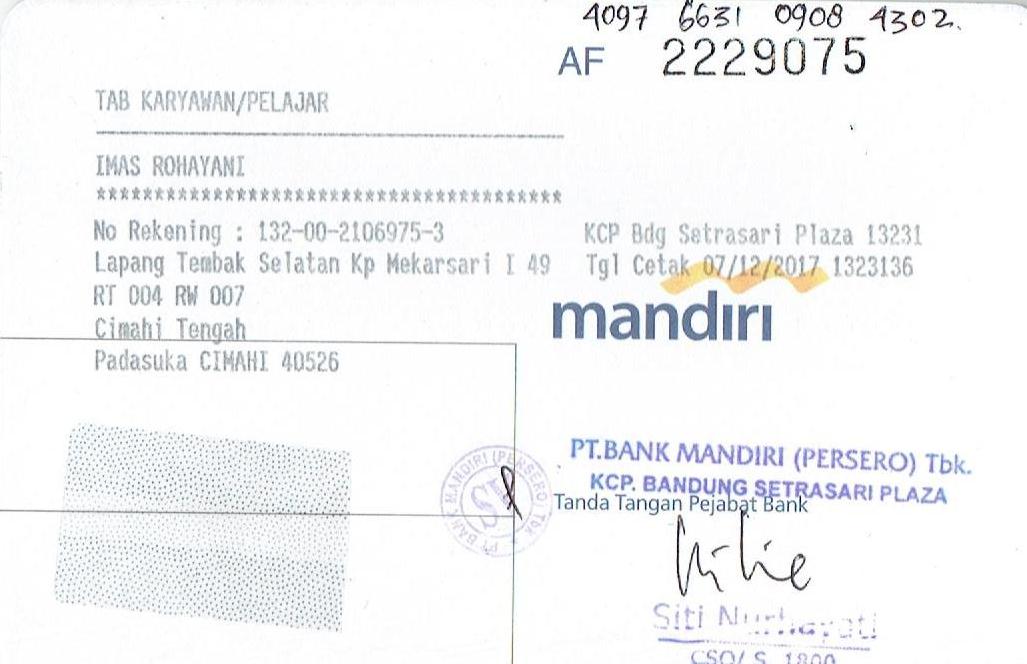 4097 6631 0908 4302.
AF 2229075
TAB KARYAWAN/PELAJAR
IMAS ROHAYANI
****************************************
No Rekening : 132-00-2106975-3 KCP Bdg Setrasari Plaza 13231
Lapang Tembak Selatan Kp Mekarsari I 49 Tgl Cetak 07/12/2017 1323136
RT 004 RW 007
mandiri
Cimahi Tengah
Padasuka CIMAHI 40526
PT.BANK MANDIRI (PERSERO) Tbk.
KCP. BANDUNG SETRASARI PLAZA
Tanda Tangan Pejabat Bank
PT BANK MANDIRI (PERSERO) Tbk
Siti Nurhayati
CSO/ S. 1800